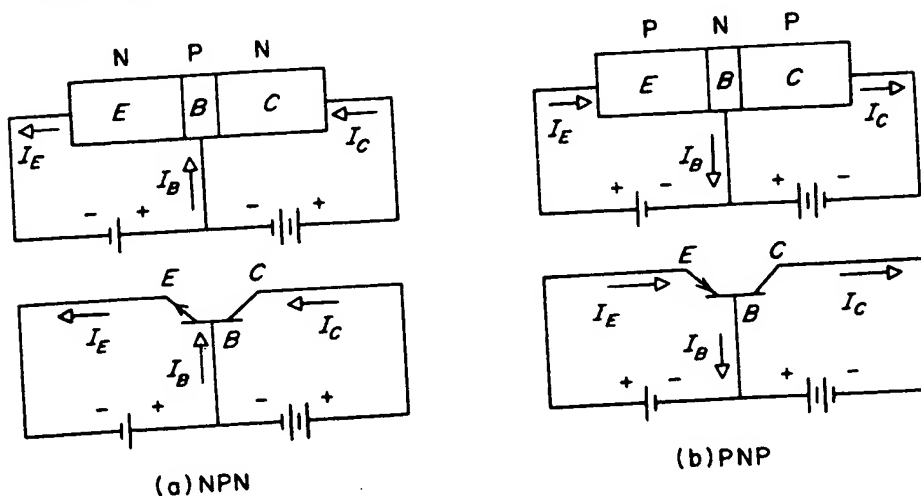 N P N
E B C
I_E I_C
I_B
- + - +
E C
I_E I_C
B
I_B
- + - +
(a) NPN
P N P
E B C
I_E I_C
I_B
+ - + -
E C
I_E I_C
B
I_B
+ - + -
(b) PNP